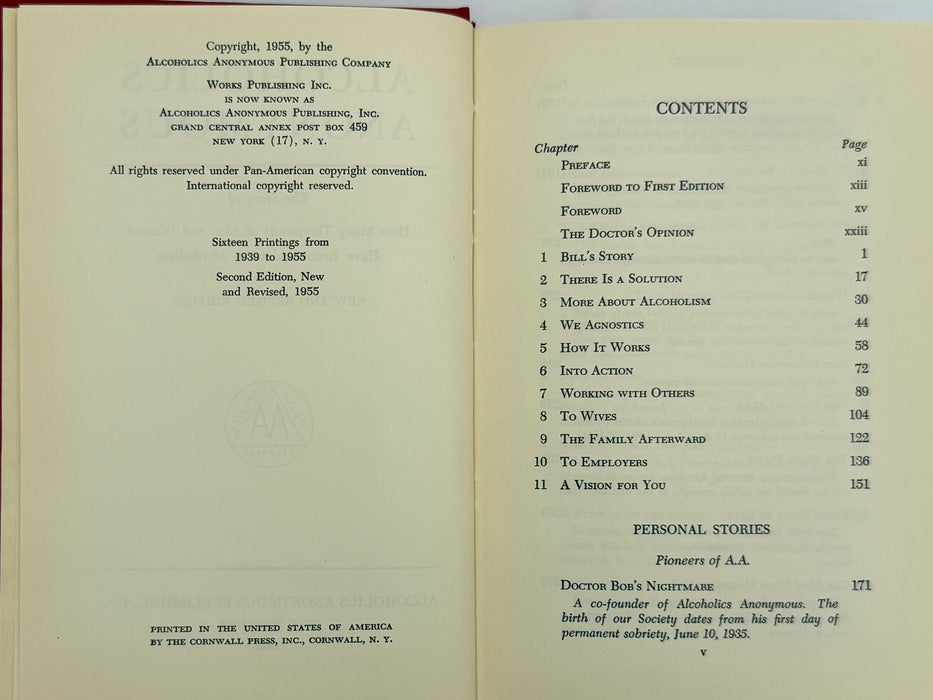 Copyright, 1955, by the
Alcoholics Anonymous Publishing Company
Works Publishing Inc.
is now known as
Alcoholics Anonymous Publishing, Inc.
grand central annex post box 459
new york (17), n. y.
All rights reserved under Pan-American copyright convention.
International copyright reserved.
Sixteen Printings from
1939 to 1955
Second Edition, New
and Revised, 1955
PRINTED IN THE UNITED STATES OF AMERICA
BY THE CORNWALL PRESS, INC., CORNWALL, N. Y.
CONTENTS
Chapter Page
Preface xi
Foreword to First Edition xiii
Foreword xv
The Doctor's Opinion xxiii
1 Bill's Story 1
2 There Is a Solution 17
3 More About Alcoholism 30
4 We Agnostics 44
5 How It Works 58
6 Into Action 72
7 Working with Others 89
8 To Wives 104
9 The Family Afterward 122
10 To Employers 136
11 A Vision for You 151
PERSONAL STORIES
Pioneers of A.A.
Doctor Bob's Nightmare 171
A co-founder of Alcoholics Anonymous. The
birth of our Society dates from his first day of
permanent sobriety, June 10, 1935.
v